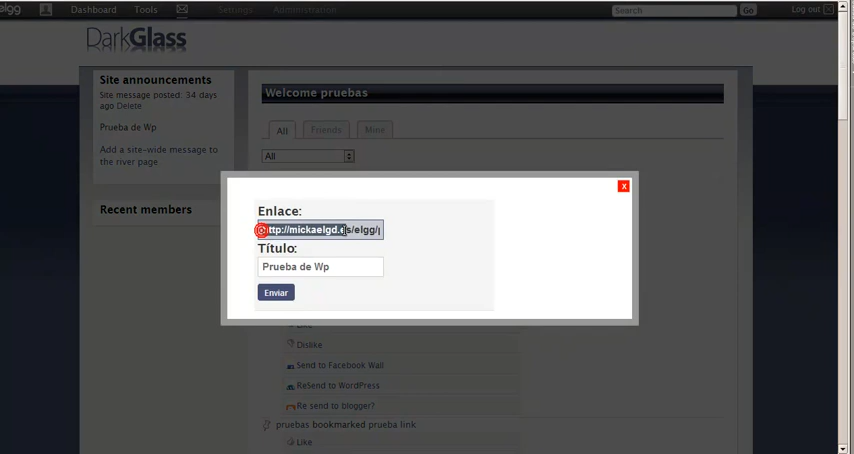 elgg
Dashboard
Tools
Settings
Administration
Search
Go
Log out
DarkGlass
Site announcements
Site message posted: 34 days
ago Delete
Prueba de Wp
Add a site-wide message to
the river page
Recent members
Welcome pruebas
All
Friends
Mine
All
X
Enlace:
http://mickaelgd.es/elgg/p
Título:
Prueba de Wp
Enviar
Like
Dislike
Send to Facebook Wall
ReSend to WordPress
Re send to blogger?
pruebas bookmarked prueba link
Like